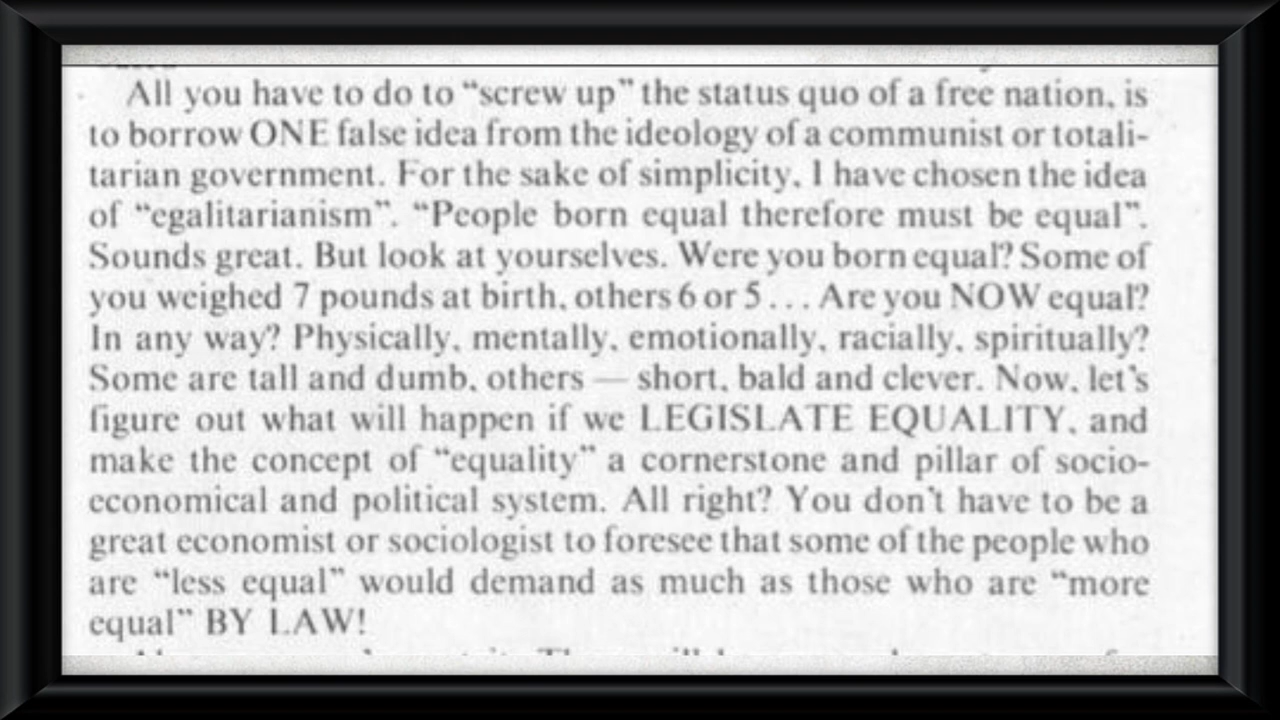 All you have to do to “screw up” the status quo of a free nation, is
to borrow ONE false idea from the ideology of a communist or totali-
tarian government. For the sake of simplicity, I have chosen the idea
of “egalitarianism”. “People born equal therefore must be equal”.
Sounds great. But look at yourselves. Were you born equal? Some of
you weighed 7 pounds at birth, others 6 or 5 . . . Are you NOW equal?
In any way? Physically, mentally, emotionally, racially, spiritually?
Some are tall and dumb, others — short, bald and clever. Now, let’s
figure out what will happen if we LEGISLATE EQUALITY, and
make the concept of “equality” a cornerstone and pillar of socio-
economical and political system. All right? You don’t have to be a
great economist or sociologist to foresee that some of the people who
are “less equal” would demand as much as those who are “more
equal” BY LAW!